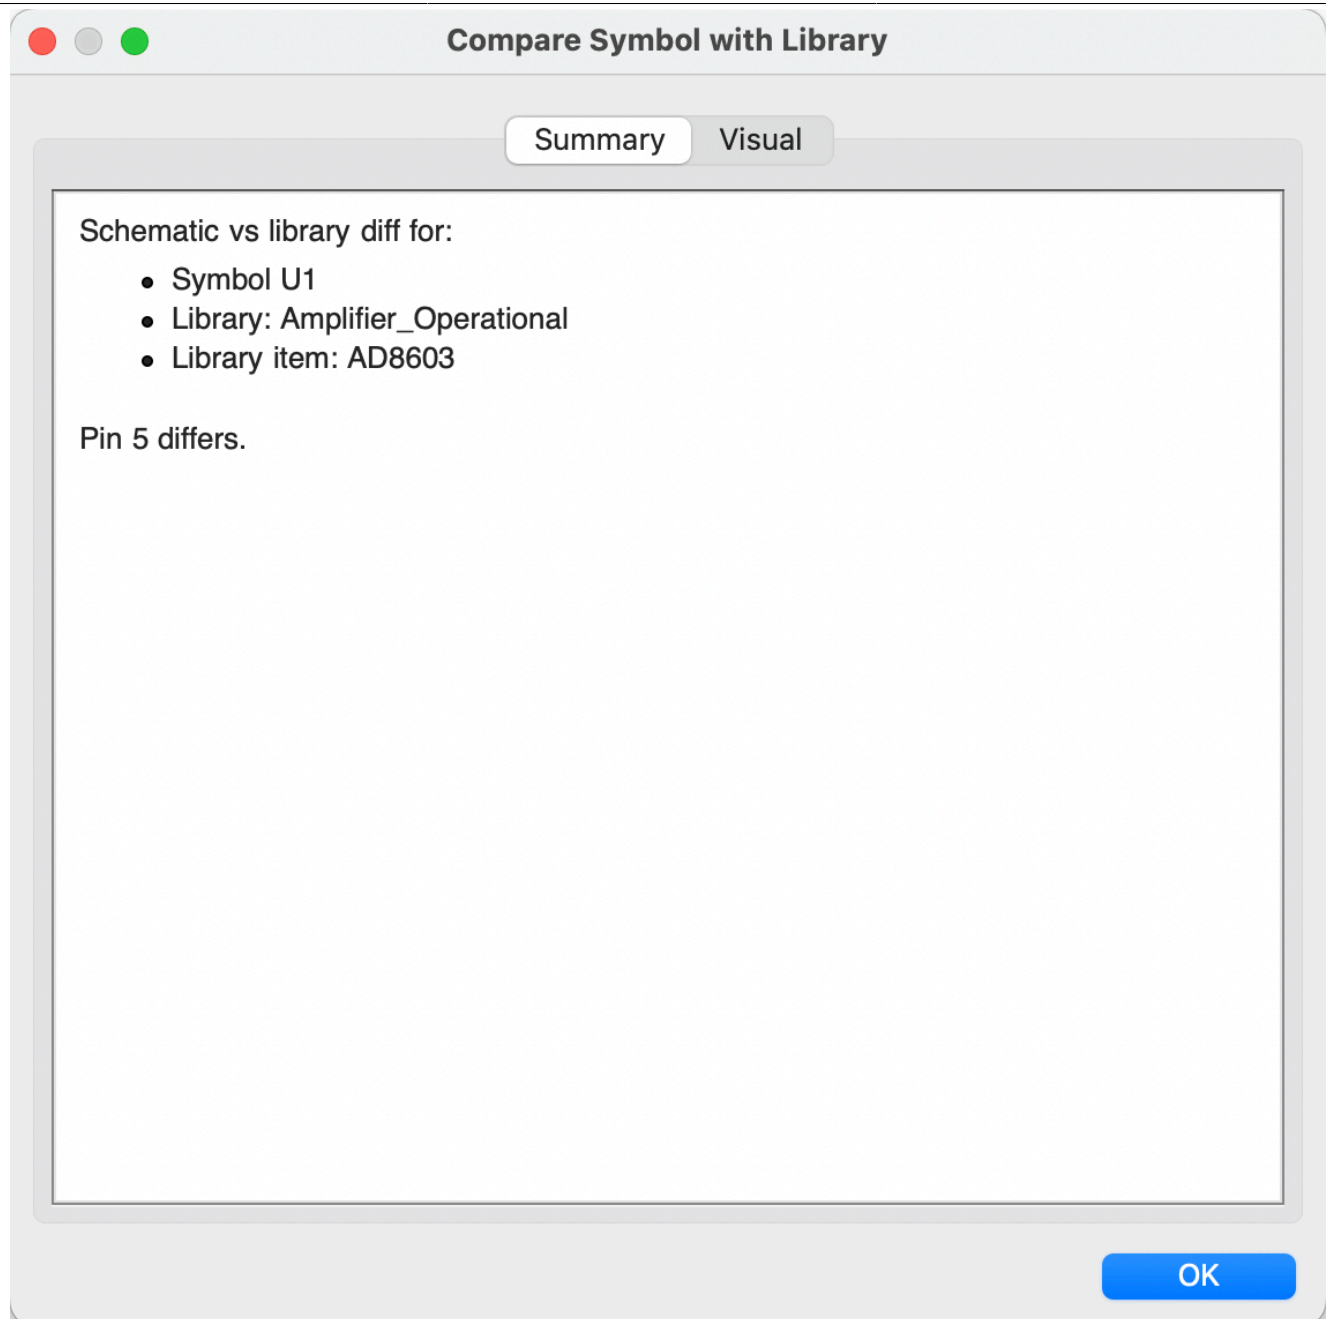 Compare Symbol with Library
Summary Visual
Schematic vs library diff for:
• Symbol U1
• Library: Amplifier_Operational
• Library item: AD8603
Pin 5 differs.
OK